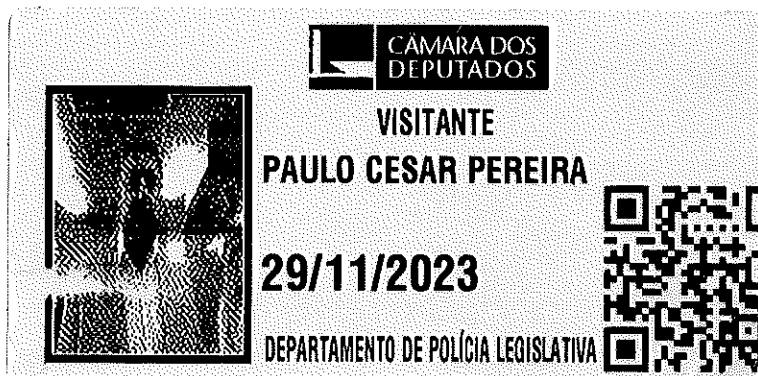 CÂMARA DOS
DEPUTADOS
VISITANTE
PAULO CESAR PEREIRA
29/11/2023
DEPARTAMENTO DE POLÍCIA LEGISLATIVA